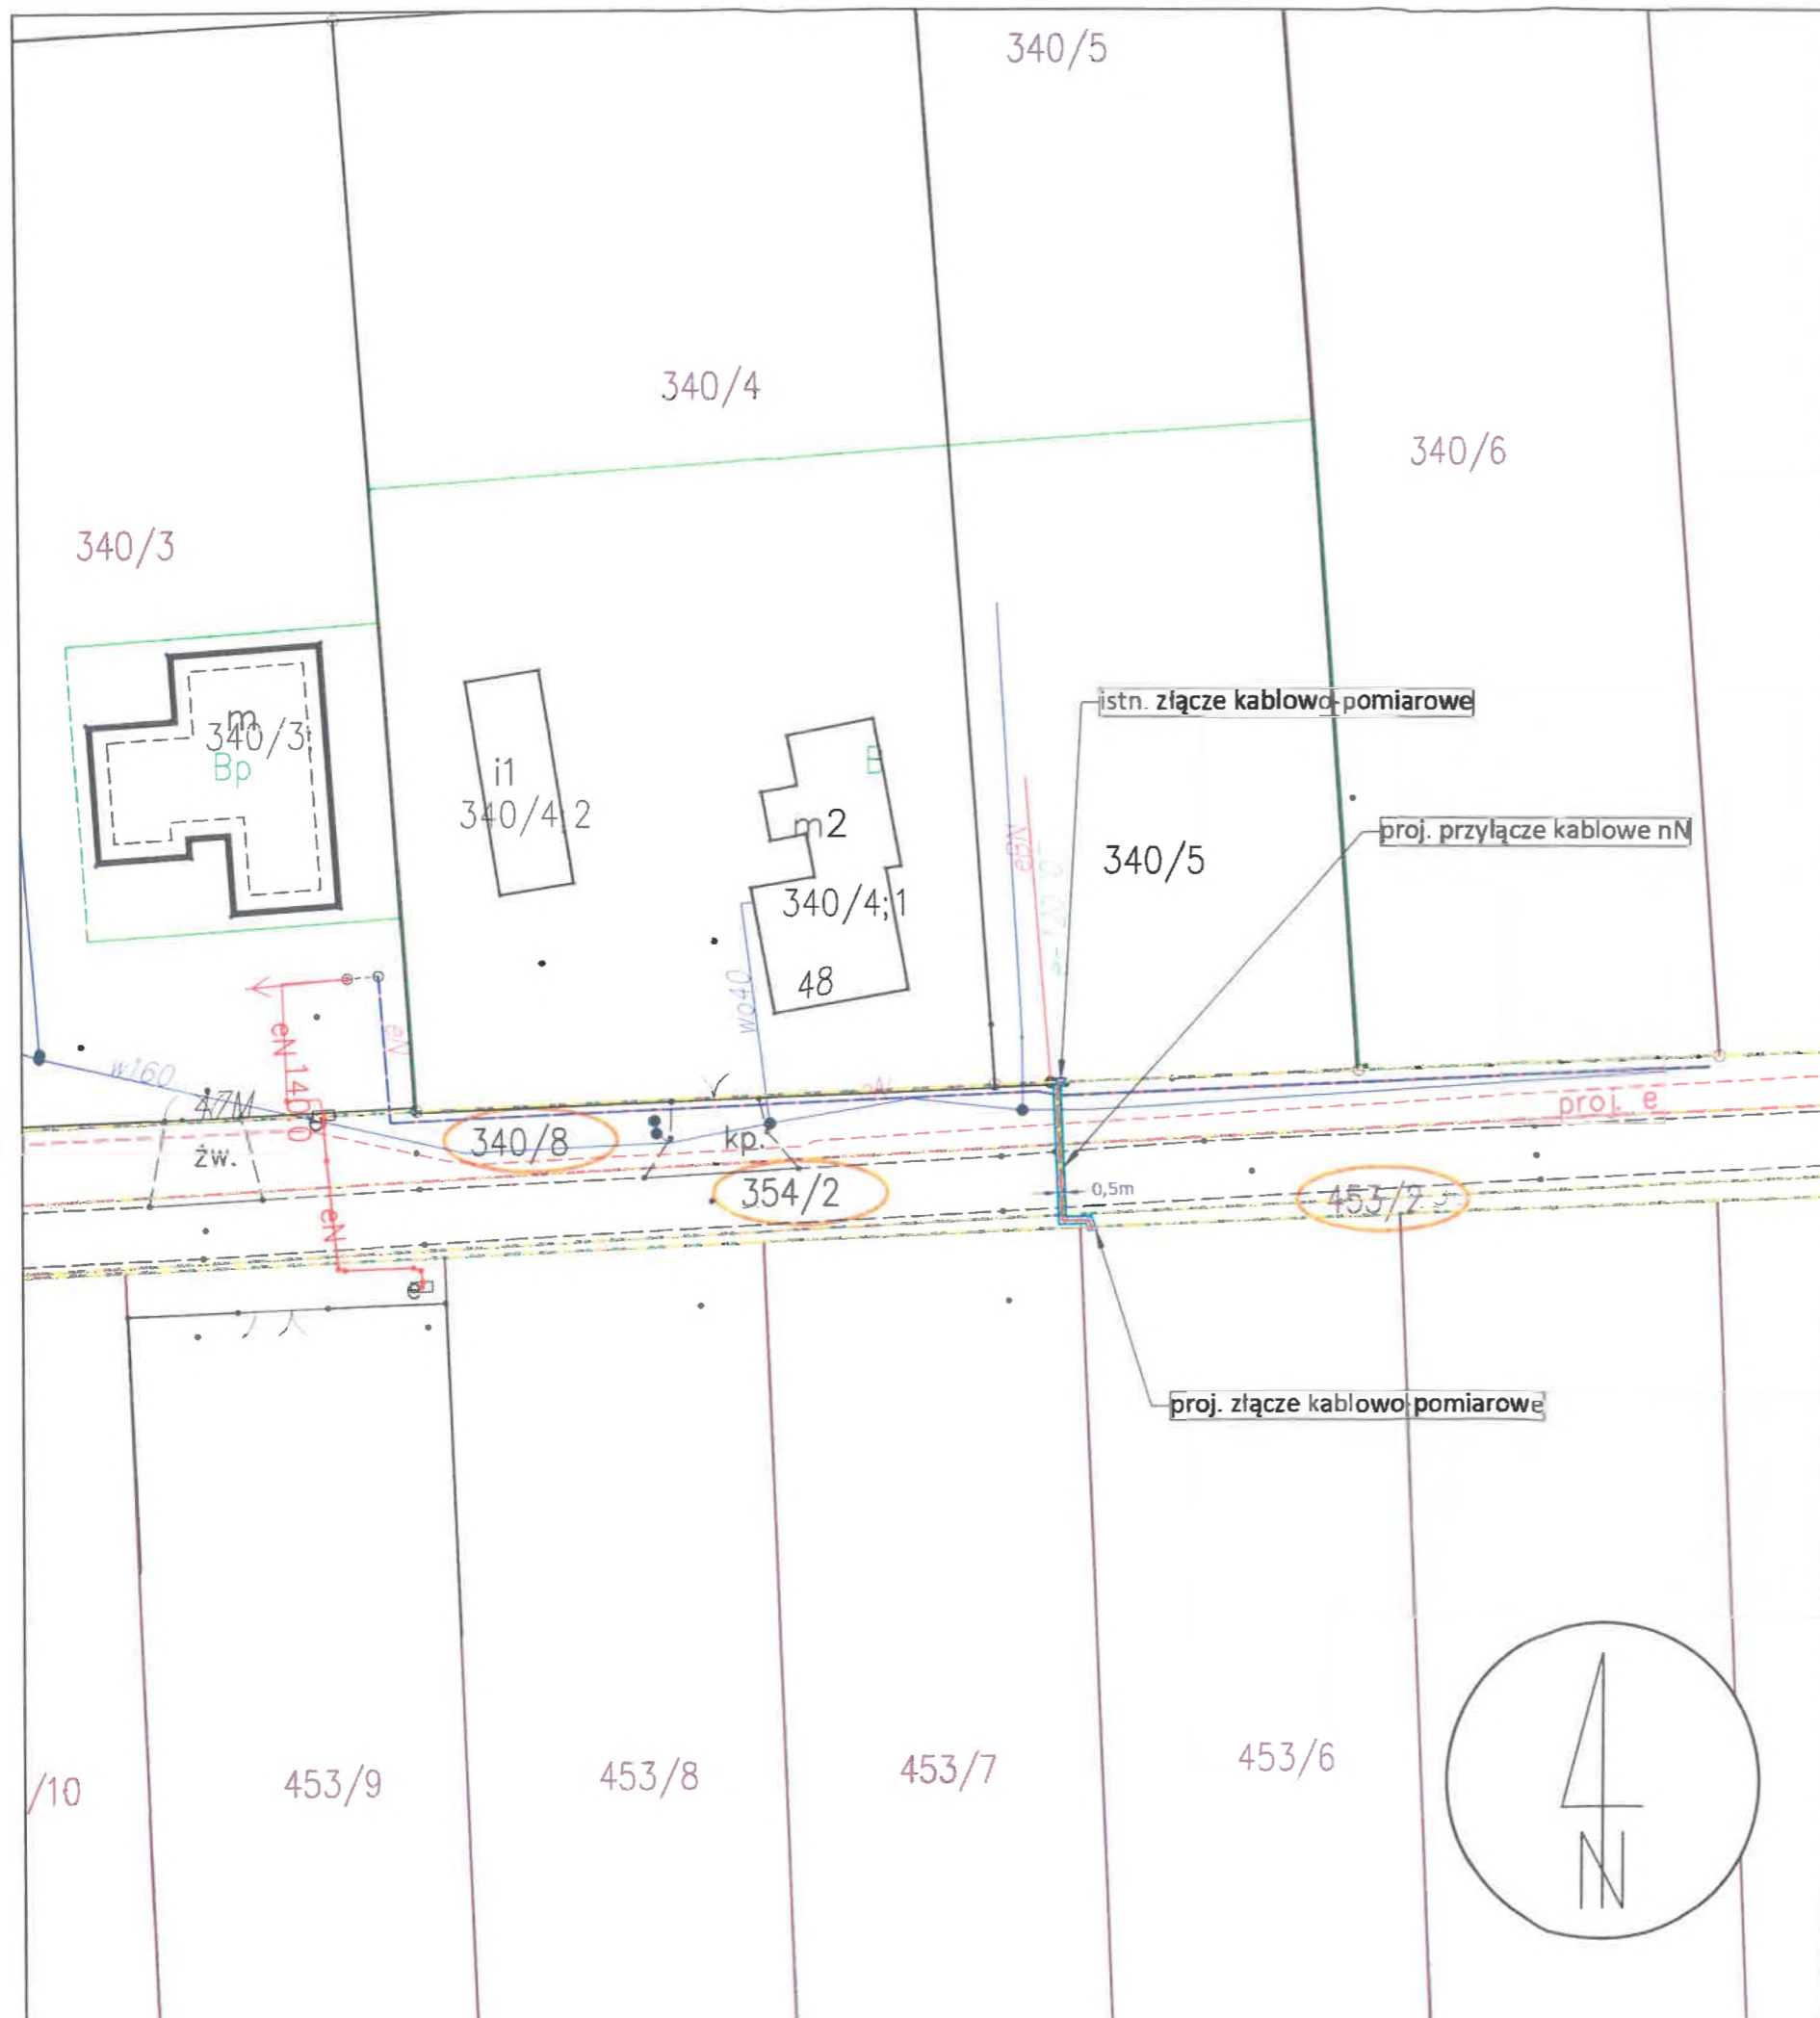 340/5
340/4
340/6
340/3
istn. złącze kablowo-pomiarowe
m
340/3;
Bp
i1
340/4;2
B
m2
proj. przyłącze kablowe nN
340/5
340/4;1
48
wo40
eN
eN 140
w160
proj. e
340/8
kp.
żw.
354/2
0,5m
453/2
eN
e
proj. złącze kablowo-pomiarowe
/10
453/9
453/8
453/7
453/6
N